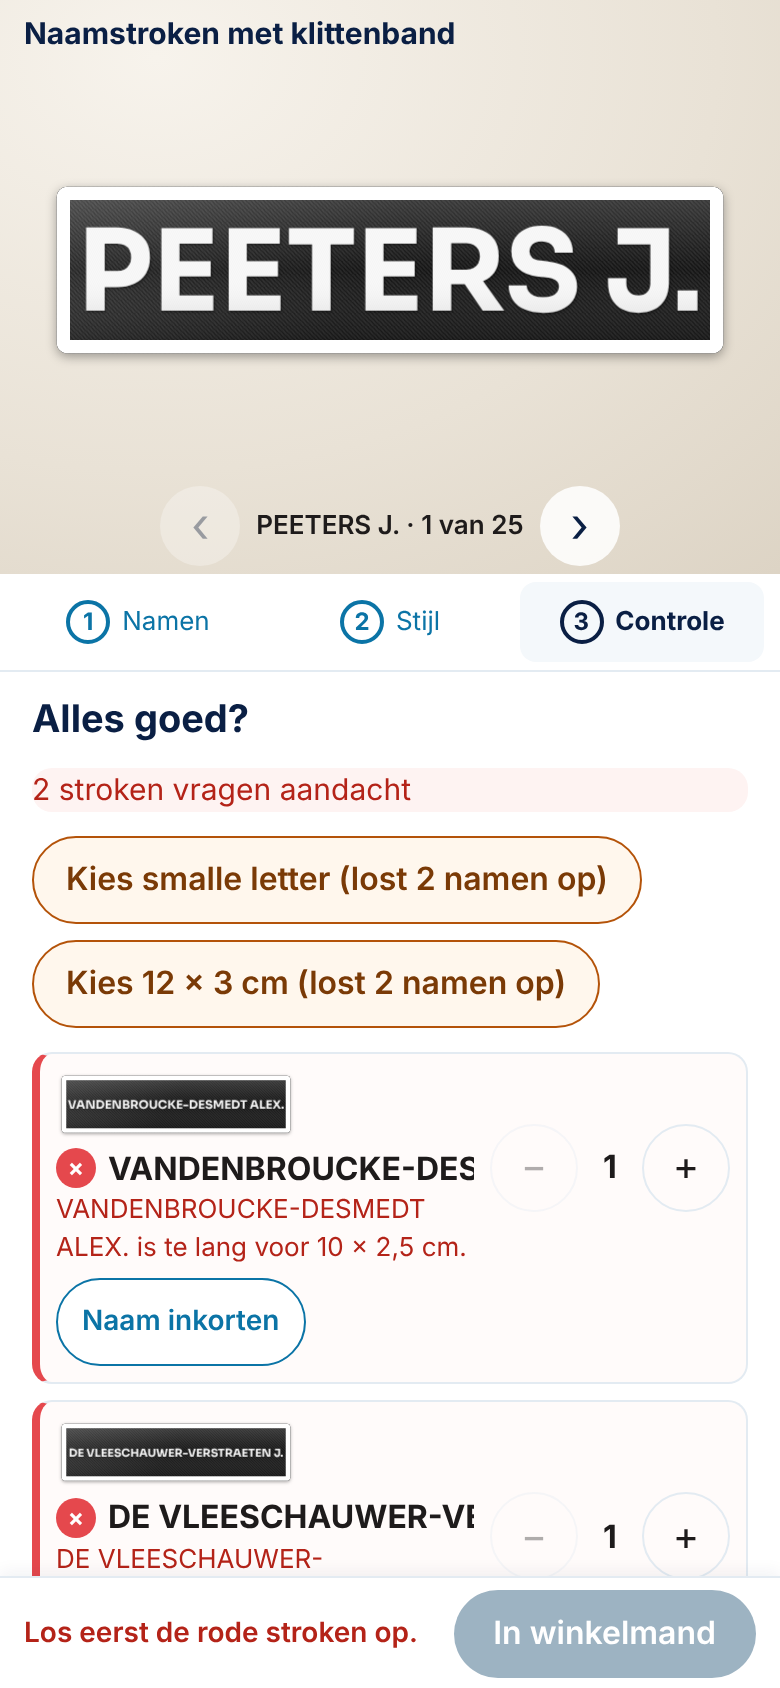 Naamstroken met klittenband
PEETERS J.
‹ PEETERS J. · 1 van 25 ›
1 Namen
2 Stijl
3 Controle
Alles goed?
2 stroken vragen aandacht
Kies smalle letter (lost 2 namen op)
Kies 12 × 3 cm (lost 2 namen op)
VANDENBROUCKE-DESMEDT ALEX.
× VANDENBROUCKE-DES
− 1 +
VANDENBROUCKE-DESMEDT
ALEX. is te lang voor 10 × 2,5 cm.
Naam inkorten
DE VLEESCHAUWER-VERSTRAETEN J.
× DE VLEESCHAUWER-VE
− 1 +
DE VLEESCHAUWER-
Los eerst de rode stroken op.
In winkelmand